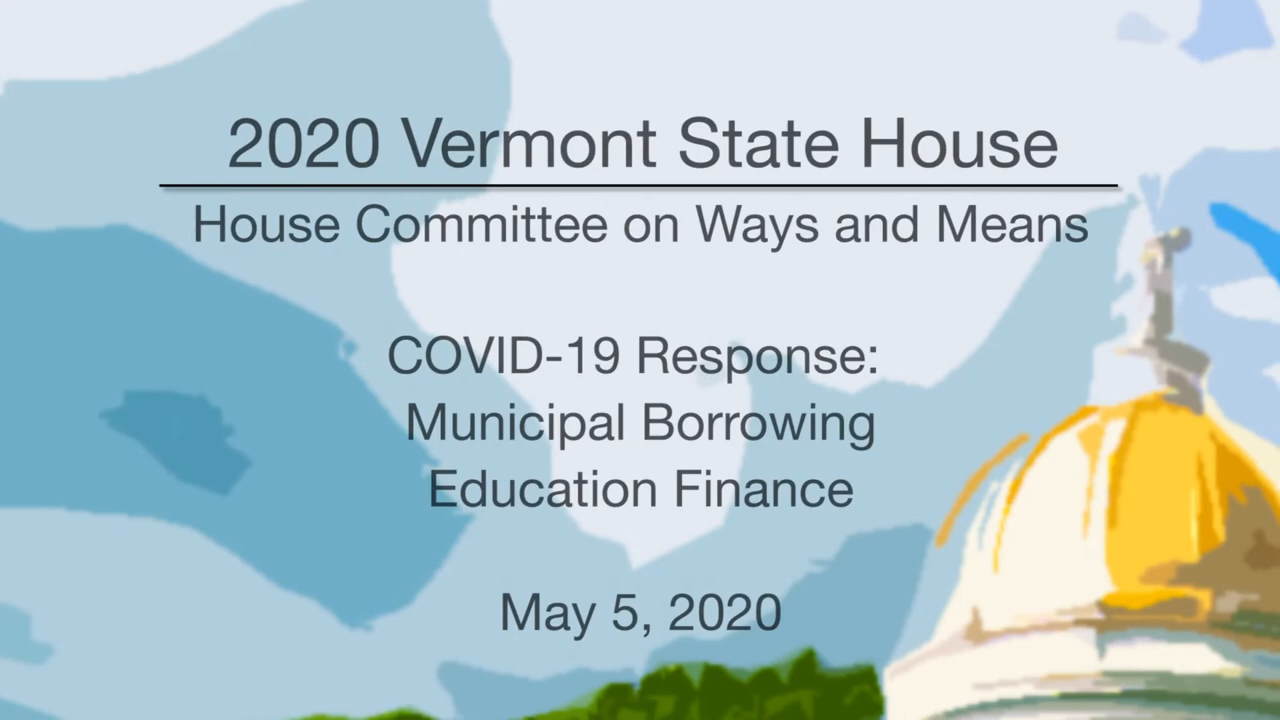 2020 Vermont State House
House Committee on Ways and Means
COVID-19 Response:
Municipal Borrowing
Education Finance
May 5, 2020